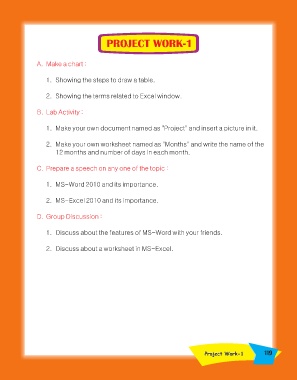 PROJECT WORK-1
A. Make a chart :
1. Showing the steps to draw a table.
2. Showing the terms related to Excel window.
B. Lab Activity :
1. Make your own document named as "Project" and insert a picture in it.
2. Make your own worksheet named as "Months" and write the name of the
12 months and number of days in each month.
C. Prepare a speech on any one of the topic :
1. MS-Word 2010 and its importance.
2. MS-Excel 2010 and its importance.
D. Group Discussion :
1. Discuss about the features of MS-Word with your friends.
2. Discuss about a worksheet in MS-Excel.
Project Work-1